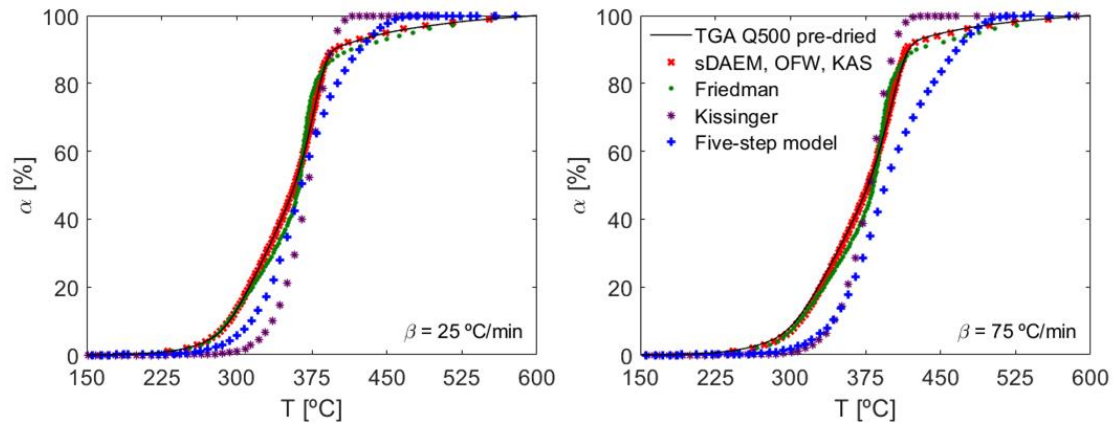 100
80
60
40
20
0
α [%]
150 225 300 375 450 525 600
T [ºC]
β = 25 ºC/min
100
80
60
40
20
0
α [%]
150 225 300 375 450 525 600
T [ºC]
TGA Q500 pre-dried
sDAEM, OFW, KAS
Friedman
Kissinger
Five-step model
β = 75 ºC/min